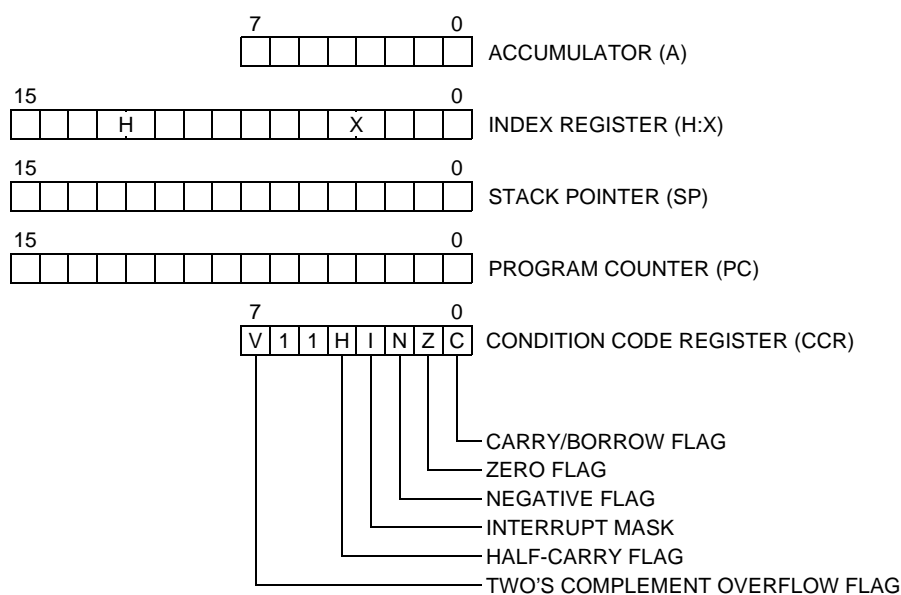 7 0
ACCUMULATOR (A)
15 0
H X INDEX REGISTER (H:X)
15 0
STACK POINTER (SP)
15 0
PROGRAM COUNTER (PC)
7 0
V 1 1 H I N Z C CONDITION CODE REGISTER (CCR)
CARRY/BORROW FLAG
ZERO FLAG
NEGATIVE FLAG
INTERRUPT MASK
HALF-CARRY FLAG
TWO'S COMPLEMENT OVERFLOW FLAG